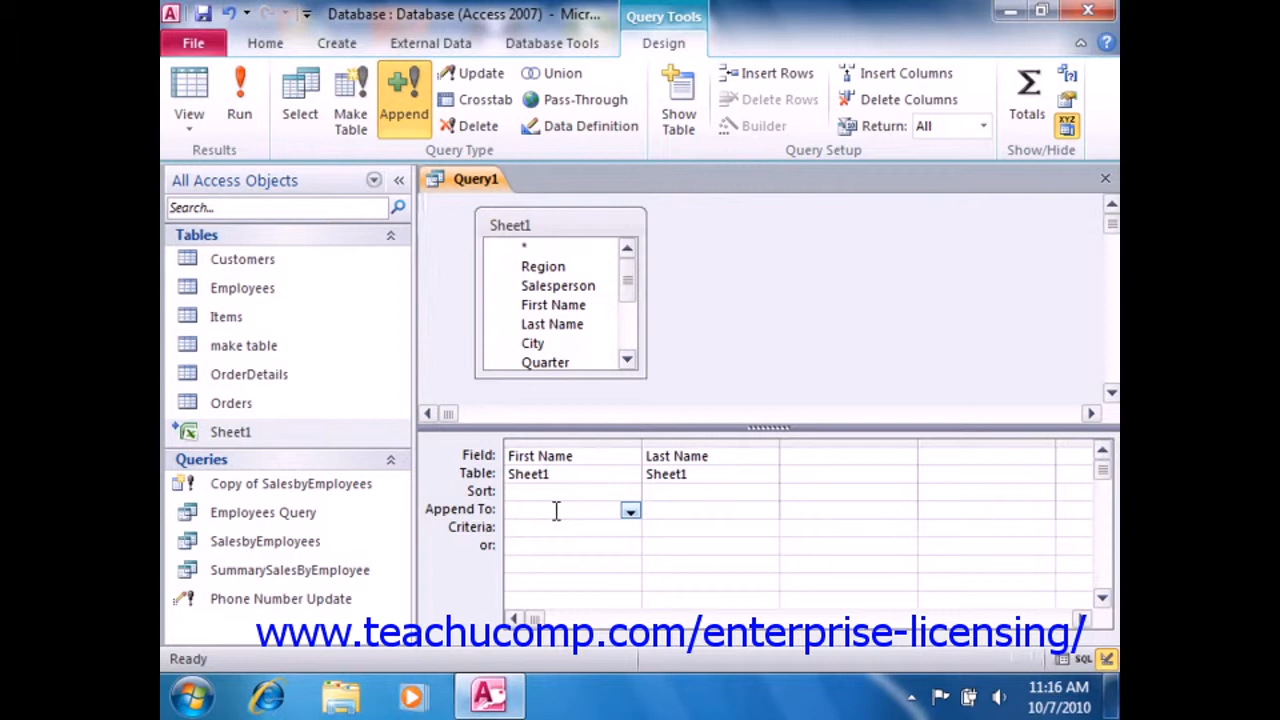 Database : Database (Access 2007) - Micr...
Query Tools
File
Home
Create
External Data
Database Tools
Design
View
Run
Select
Make
Table
Append
Update
Crosstab
Delete
Union
Pass-Through
Data Definition
Show
Table
Insert Rows
Delete Rows
Builder
Insert Columns
Delete Columns
Return: All
Totals
XYZ
Results
Query Type
Query Setup
Show/Hide
All Access Objects
Search...
Tables
Customers
Employees
Items
make table
OrderDetails
Orders
Sheet1
Queries
Copy of SalesbyEmployees
Employees Query
SalesbyEmployees
SummarySalesByEmployee
Phone Number Update
Query1
Sheet1
*
Region
Salesperson
First Name
Last Name
City
Quarter
Field: First Name Last Name
Table: Sheet1 Sheet1
Sort:
Append To:
Criteria:
or:
www.teachucomp.com/enterprise-licensing/
Ready
SQL
11:16 AM
10/7/2010